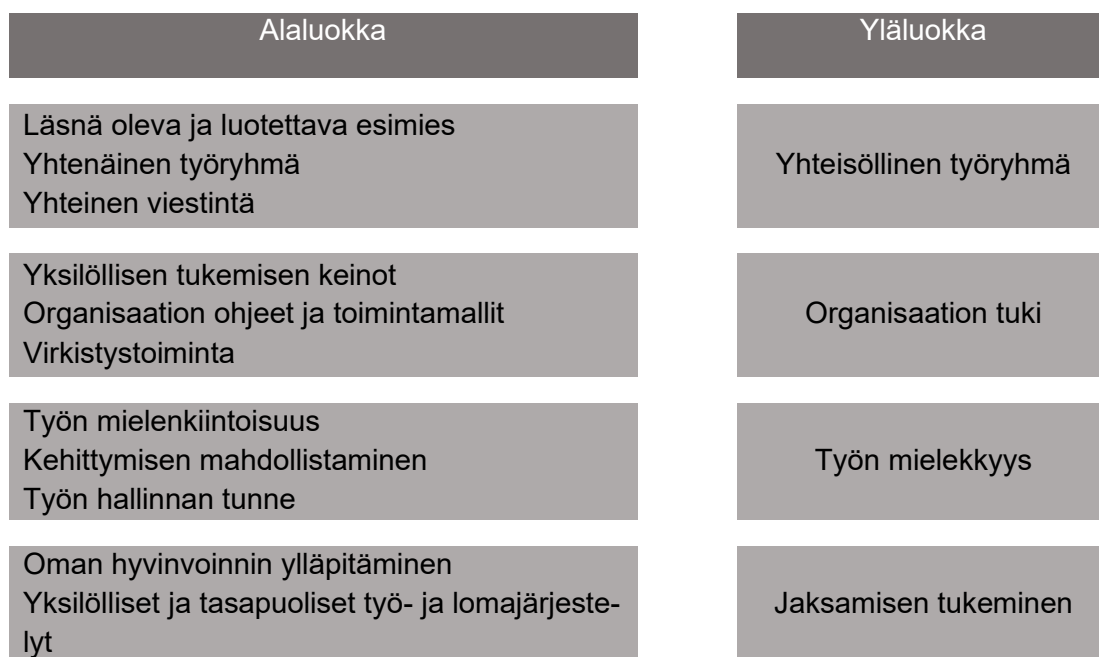 Alaluokka
Yläluokka
Läsnä oleva ja luotettava esimies
Yhtenäinen työryhmä
Yhteinen viestintä
Yhteisöllinen työryhmä
Yksilöllisen tukemisen keinot
Organisaation ohjeet ja toimintamallit
Virkistystoiminta
Organisaation tuki
Työn mielenkiintoisuus
Kehittymisen mahdollistaminen
Työn hallinnan tunne
Työn mielekkyys
Oman hyvinvoinnin ylläpitäminen
Yksilölliset ja tasapuoliset työ- ja lomajärjeste-
lyt
Jaksamisen tukeminen